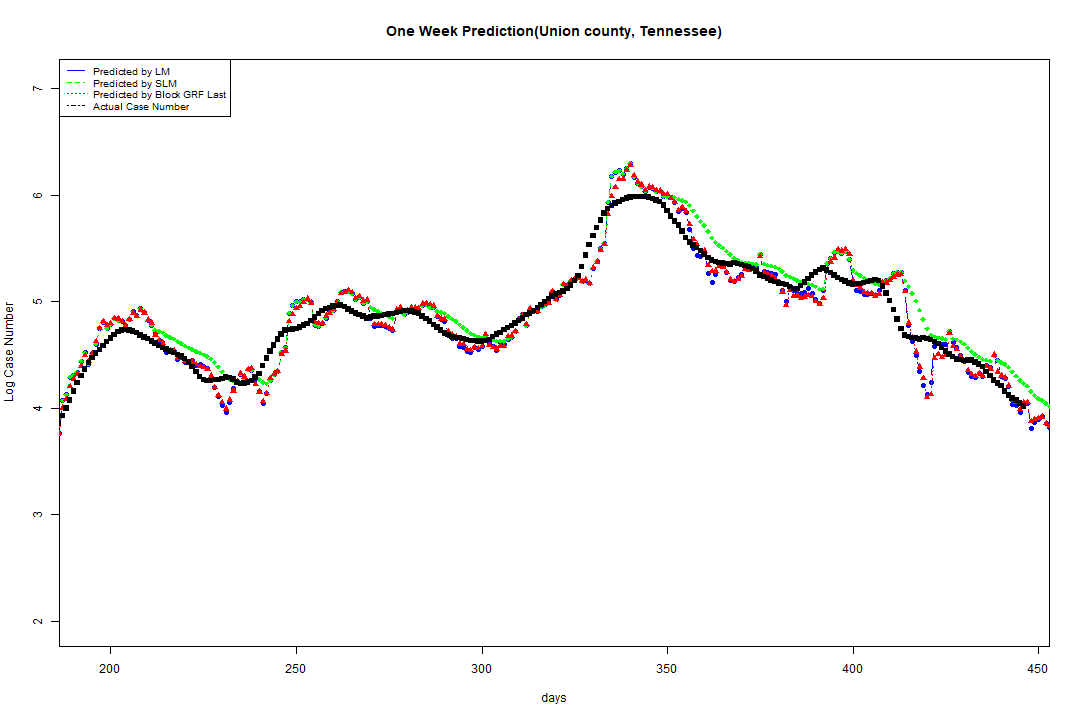 One Week Prediction(Union county, Tennessee)
Predicted by LM
Predicted by SLM
Predicted by Block GRF Last
Actual Case Number
7
6
5
4
3
2
Log Case Number
200 250 300 350 400 450
days